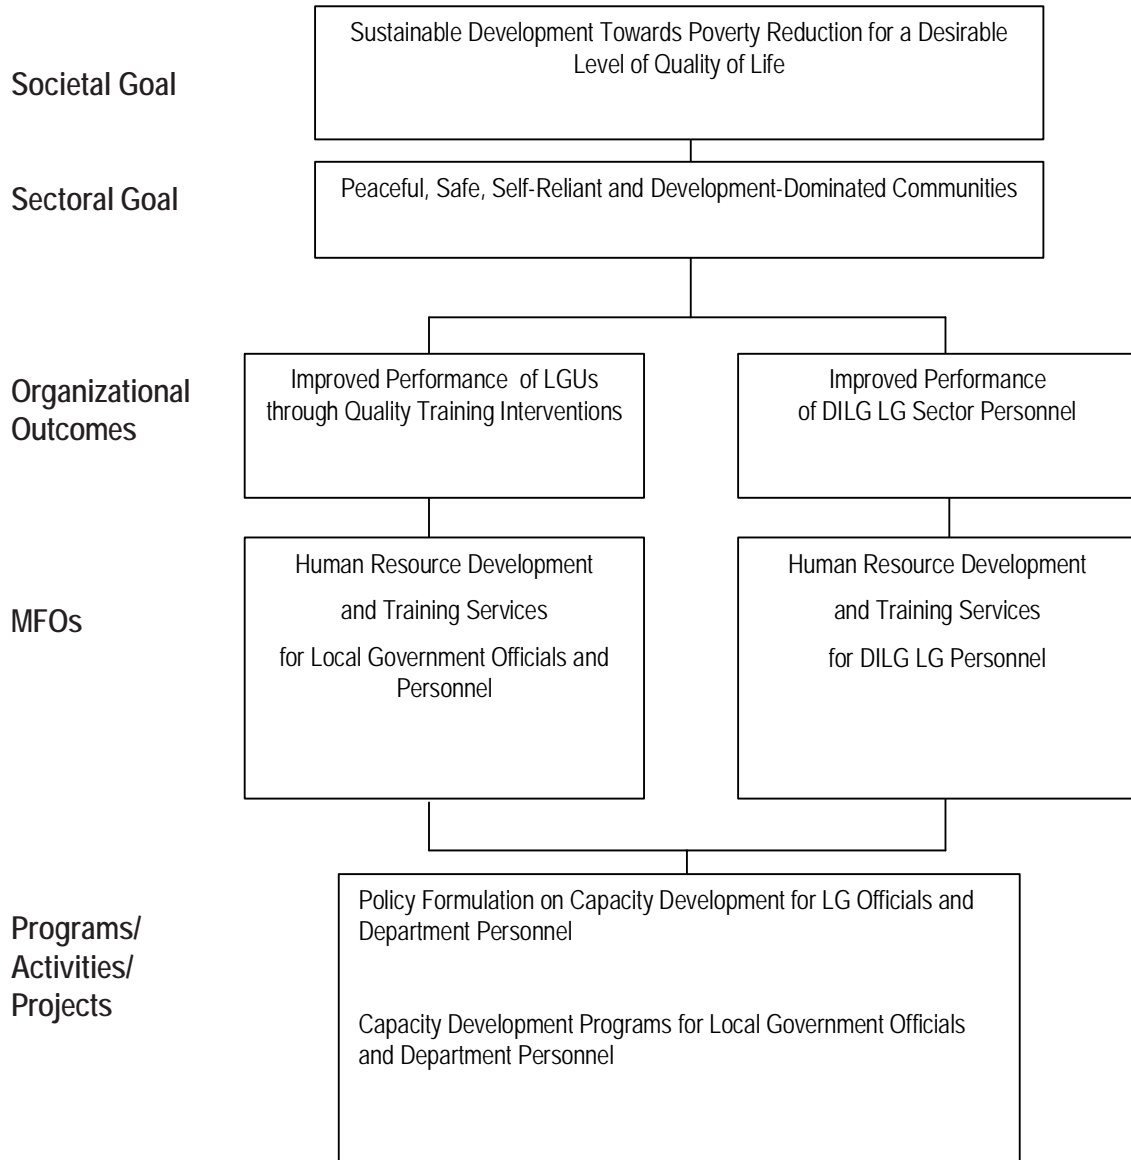 Sustainable Development Towards Poverty Reduction for a Desirable
Level of Quality of Life
Societal Goal
Sectoral Goal
Peaceful, Safe, Self-Reliant and Development-Dominated Communities
Organizational
Outcomes
Improved Performance of LGUs
through Quality Training Interventions
Improved Performance
of DILG LG Sector Personnel
MFOs
Human Resource Development
and Training Services
for Local Government Officials and
Personnel
Human Resource Development
and Training Services
for DILG LG Personnel
Programs/
Activities/
Projects
Policy Formulation on Capacity Development for LG Officials and
Department Personnel
Capacity Development Programs for Local Government Officials
and Department Personnel